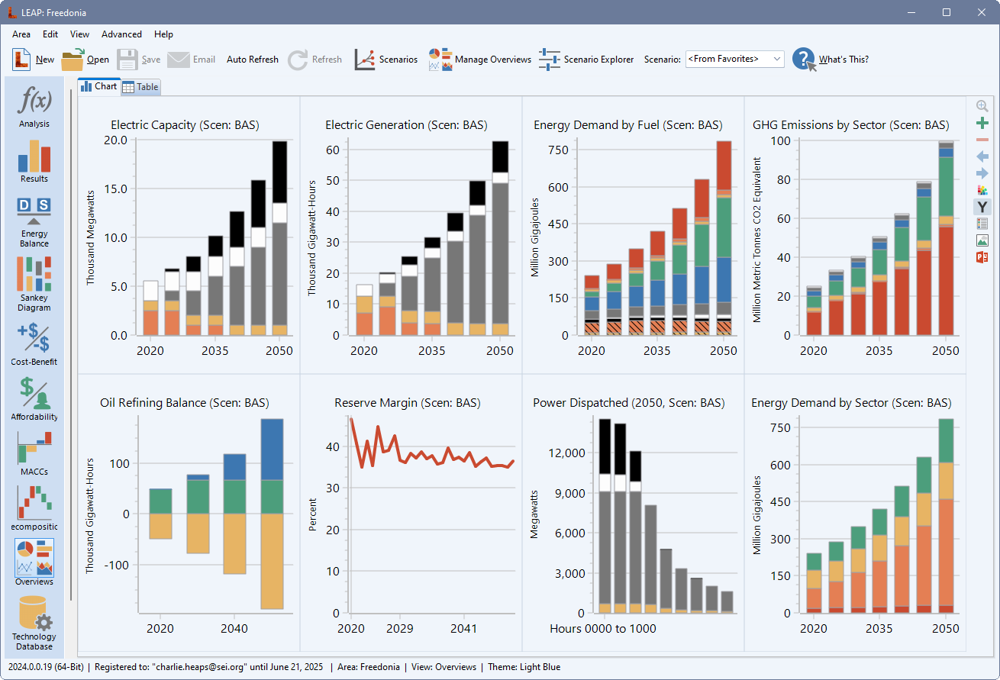 LEAP: Freedonia
Area Edit View Advanced Help
New Open Save Email Auto Refresh Refresh Scenarios Manage Overviews Scenario Explorer Scenario: <From Favorites> What's This?
Chart Table
f(x)
Analysis
Results
D S
Energy
Balance
Sankey
Diagram
+$ -$
Cost-Benefit
$
Affordability
MACCs
ecompositic
Overviews
Technology
Database
Electric Capacity (Scen: BAS)
Thousand Megawatts
20.0
15.0
10.0
5.0
0.0
2020 2035 2050
Electric Generation (Scen: BAS)
Thousand Gigawatt-Hours
60
50
40
30
20
10
0
2020 2035 2050
Energy Demand by Fuel (Scen: BAS)
Million Gigajoules
750
600
450
300
150
0
2020 2035 2050
GHG Emissions by Sector (Scen: BAS)
Million Metric Tonnes CO2 Equivalent
100
80
60
40
20
0
2020 2035 2050
Y
P
Oil Refining Balance (Scen: BAS)
Thousand Gigawatt-Hours
100
0
-100
2020 2040
Reserve Margin (Scen: BAS)
Percent
40
30
20
10
0
2020 2029 2041
Power Dispatched (2050, Scen: BAS)
Megawatts
12,000
9,000
6,000
3,000
0
Hours 0000 to 1000
Energy Demand by Sector (Scen: BAS)
Million Gigajoules
750
600
450
300
150
0
2020 2035 2050
2024.0.0.19 (64-Bit) | Registered to: "charlie.heaps@sei.org" until June 21, 2025 | Area: Freedonia | View: Overviews | Theme: Light Blue